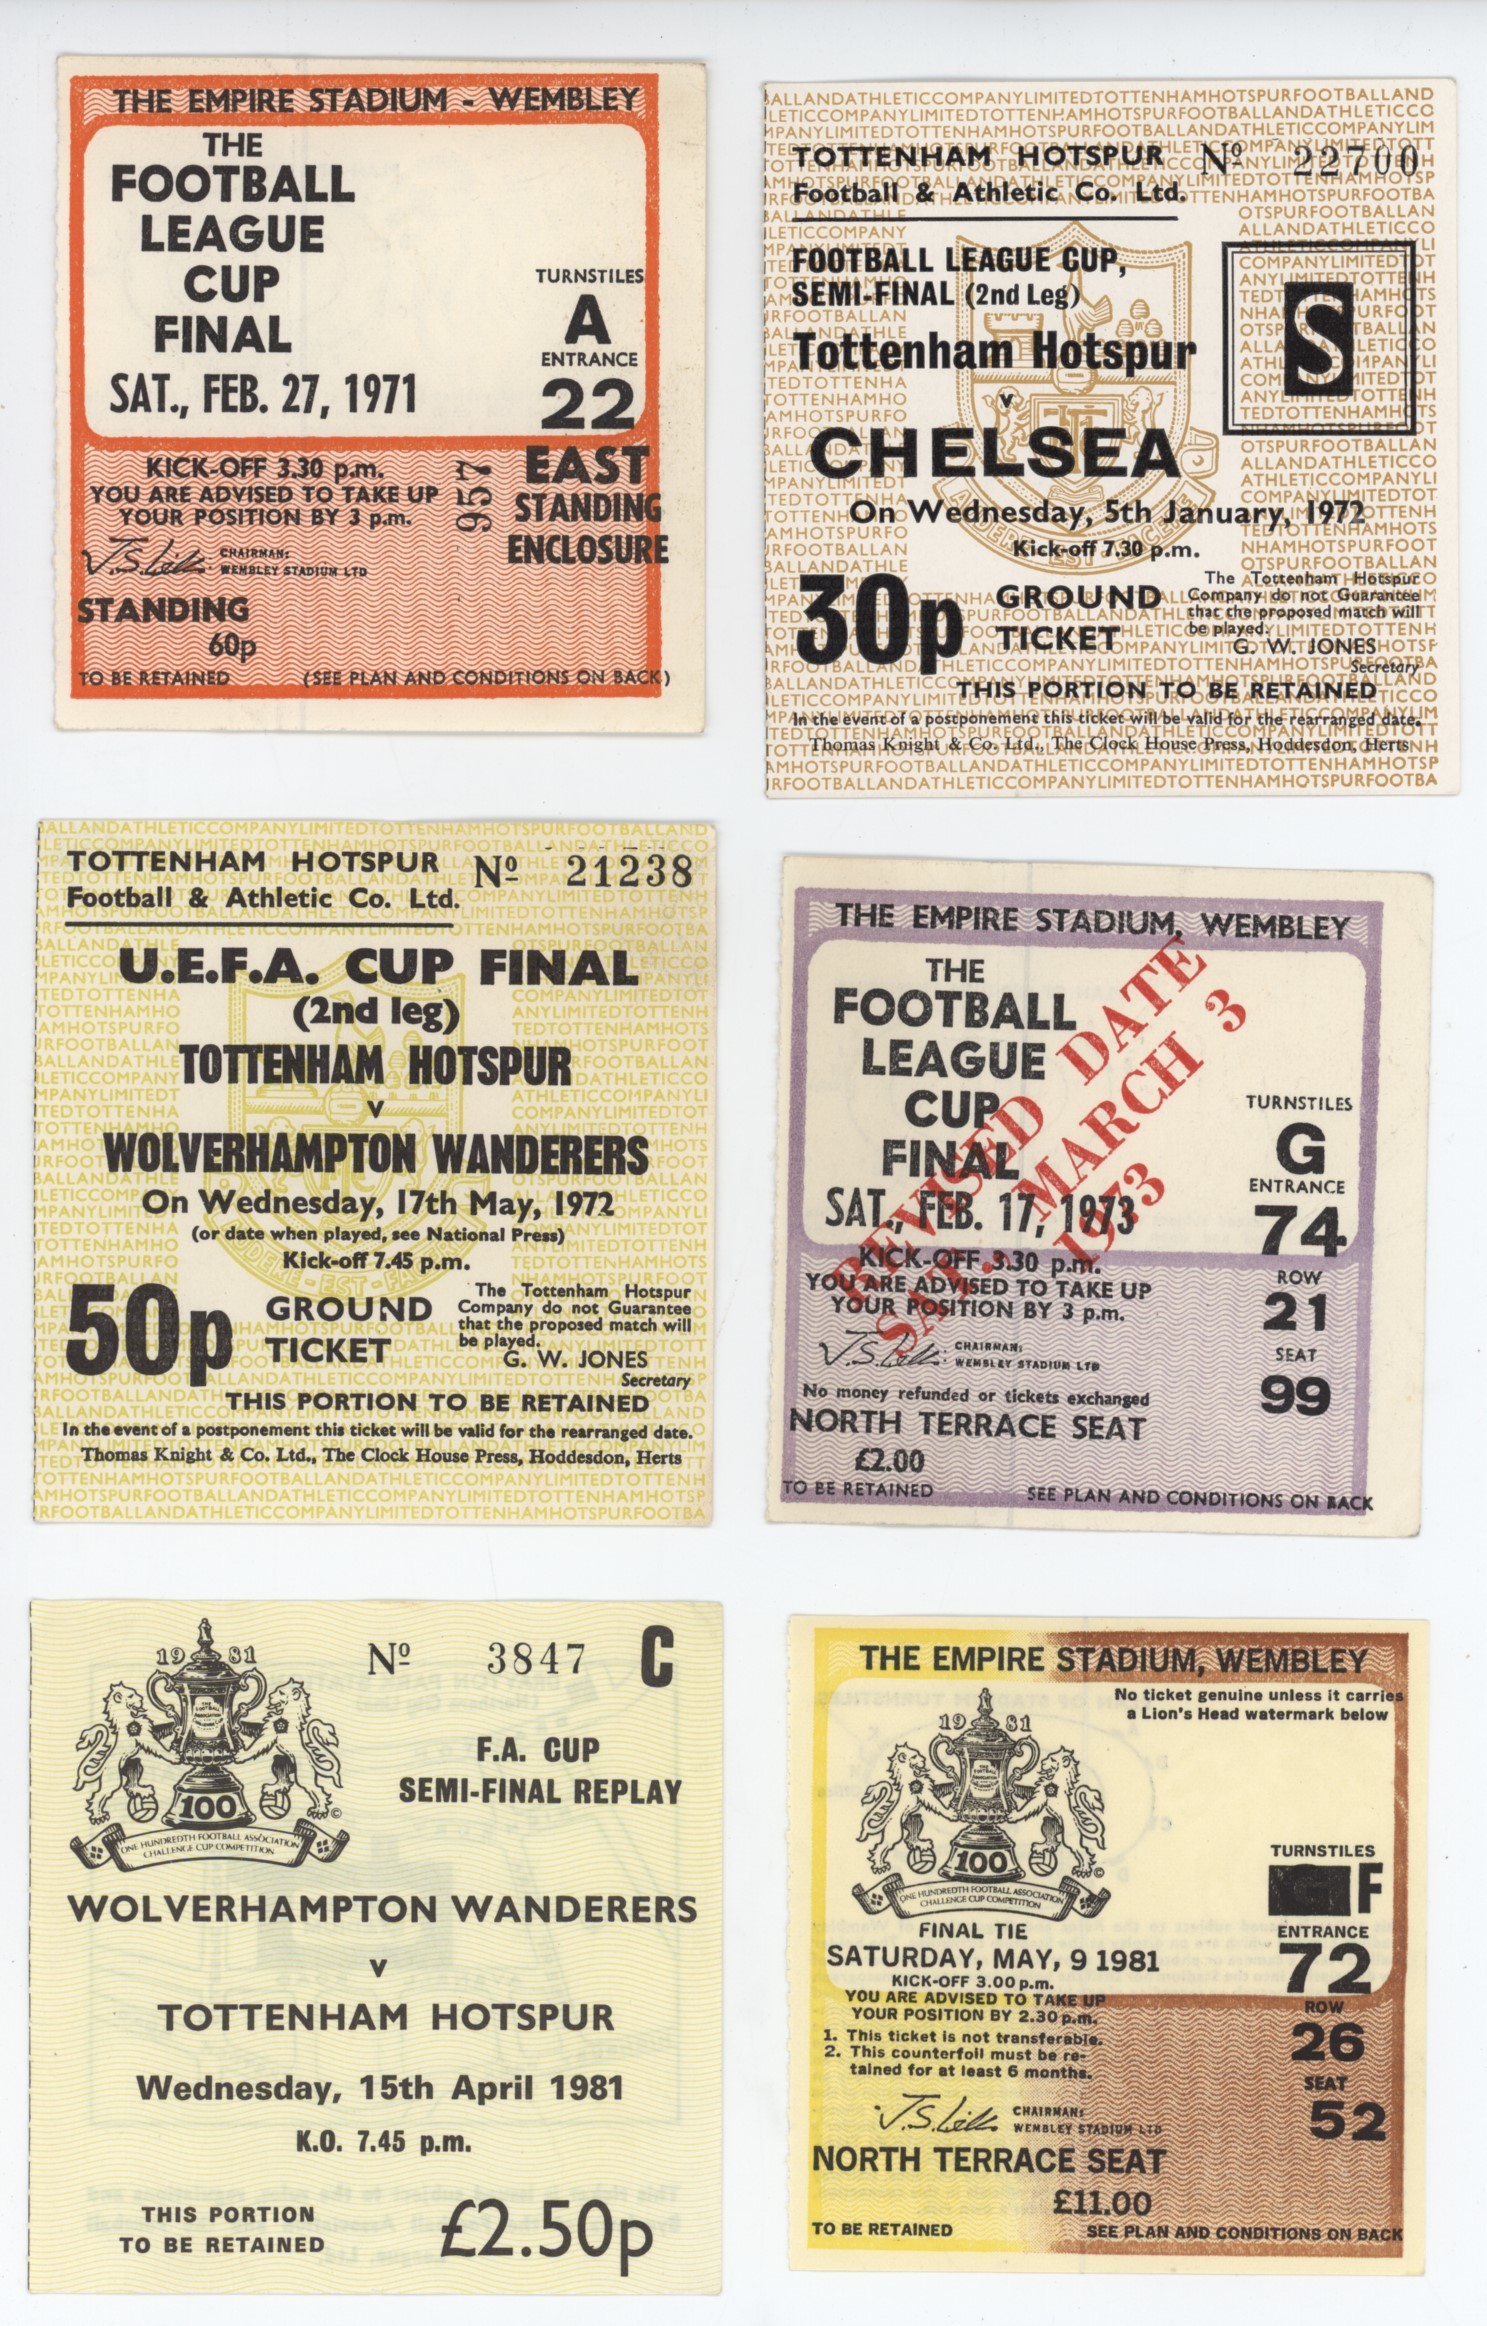 THE EMPIRE STADIUM - WEMBLEY
THE
FOOTBALL
LEAGUE
CUP
FINAL
SAT., FEB. 27, 1971
TURNSTILES
A
ENTRANCE
22
KICK-OFF 3.30 p.m.
YOU ARE ADVISED TO TAKE UP
YOUR POSITION BY 3 p.m.
957
EAST
STANDING
ENCLOSURE
CHAIRMAN:
WEMBLEY STADIUM LTD
STANDING
60p
TO BE RETAINED (SEE PLAN AND CONDITIONS ON BACK)
TOTTENHAM HOTSPUR Nº 22700
Football & Athletic Co. Ltd.
FOOTBALL LEAGUE CUP,
SEMI-FINAL (2nd Leg)
S
Tottenham Hotspur
v
CHELSEA
On Wednesday, 5th January, 1972
Kick-off 7.30 p.m.
30p
GROUND
TICKET
The Tottenham Hotspur
Company do not Guarantee
that the proposed match will
be played.
G. W. JONES
Secretary
THIS PORTION TO BE RETAINED
In the event of a postponement this ticket will be valid for the rearranged date.
Thomas Knight & Co. Ltd., The Clock House Press, Hoddesdon, Herts
TOTTENHAM HOTSPUR Nº 21238
Football & Athletic Co. Ltd.
U.E.F.A. CUP FINAL
(2nd leg)
TOTTENHAM HOTSPUR
v
WOLVERHAMPTON WANDERERS
On Wednesday, 17th May, 1972
(or date when played, see National Press)
Kick-off 7.45 p.m.
50p
GROUND
TICKET
The Tottenham Hotspur
Company do not Guarantee
that the proposed match will
be played.
G. W. JONES
Secretary
THIS PORTION TO BE RETAINED
In the event of a postponement this ticket will be valid for the rearranged date.
Thomas Knight & Co. Ltd., The Clock House Press, Hoddesdon, Herts
THE EMPIRE STADIUM, WEMBLEY
THE
FOOTBALL
LEAGUE
CUP
FINAL
SAT., FEB. 17, 1973
REVISED DATE
SAT. MARCH 3
1973
TURNSTILES
G
ENTRANCE
74
KICK-OFF 3.30 p.m.
YOU ARE ADVISED TO TAKE UP
YOUR POSITION BY 3 p.m.
ROW
21
SEAT
99
CHAIRMAN:
WEMBLEY STADIUM LTD
No money refunded or tickets exchanged
NORTH TERRACE SEAT
£2.00
TO BE RETAINED SEE PLAN AND CONDITIONS ON BACK
1981
Nº 3847 C
100
ONE HUNDREDTH FOOTBALL ASSOCIATION
CHALLENGE CUP COMPETITION
F.A. CUP
SEMI-FINAL REPLAY
WOLVERHAMPTON WANDERERS
v
TOTTENHAM HOTSPUR
Wednesday, 15th April 1981
K.O. 7.45 p.m.
THIS PORTION
TO BE RETAINED
£2.50p
THE EMPIRE STADIUM, WEMBLEY
No ticket genuine unless it carries
a Lion's Head watermark below
1981
100
ONE HUNDREDTH FOOTBALL ASSOCIATION
CHALLENGE CUP COMPETITION
TURNSTILES
F
ENTRANCE
72
FINAL TIE
SATURDAY, MAY, 9 1981
KICK-OFF 3.00 p.m.
YOU ARE ADVISED TO TAKE UP
YOUR POSITION BY 2.30 p.m.
1. This ticket is not transferable.
2. This counterfoil must be re-
tained for at least 6 months.
ROW
26
SEAT
52
CHAIRMAN:
WEMBLEY STADIUM LTD
NORTH TERRACE SEAT
£11.00
TO BE RETAINED SEE PLAN AND CONDITIONS ON BACK